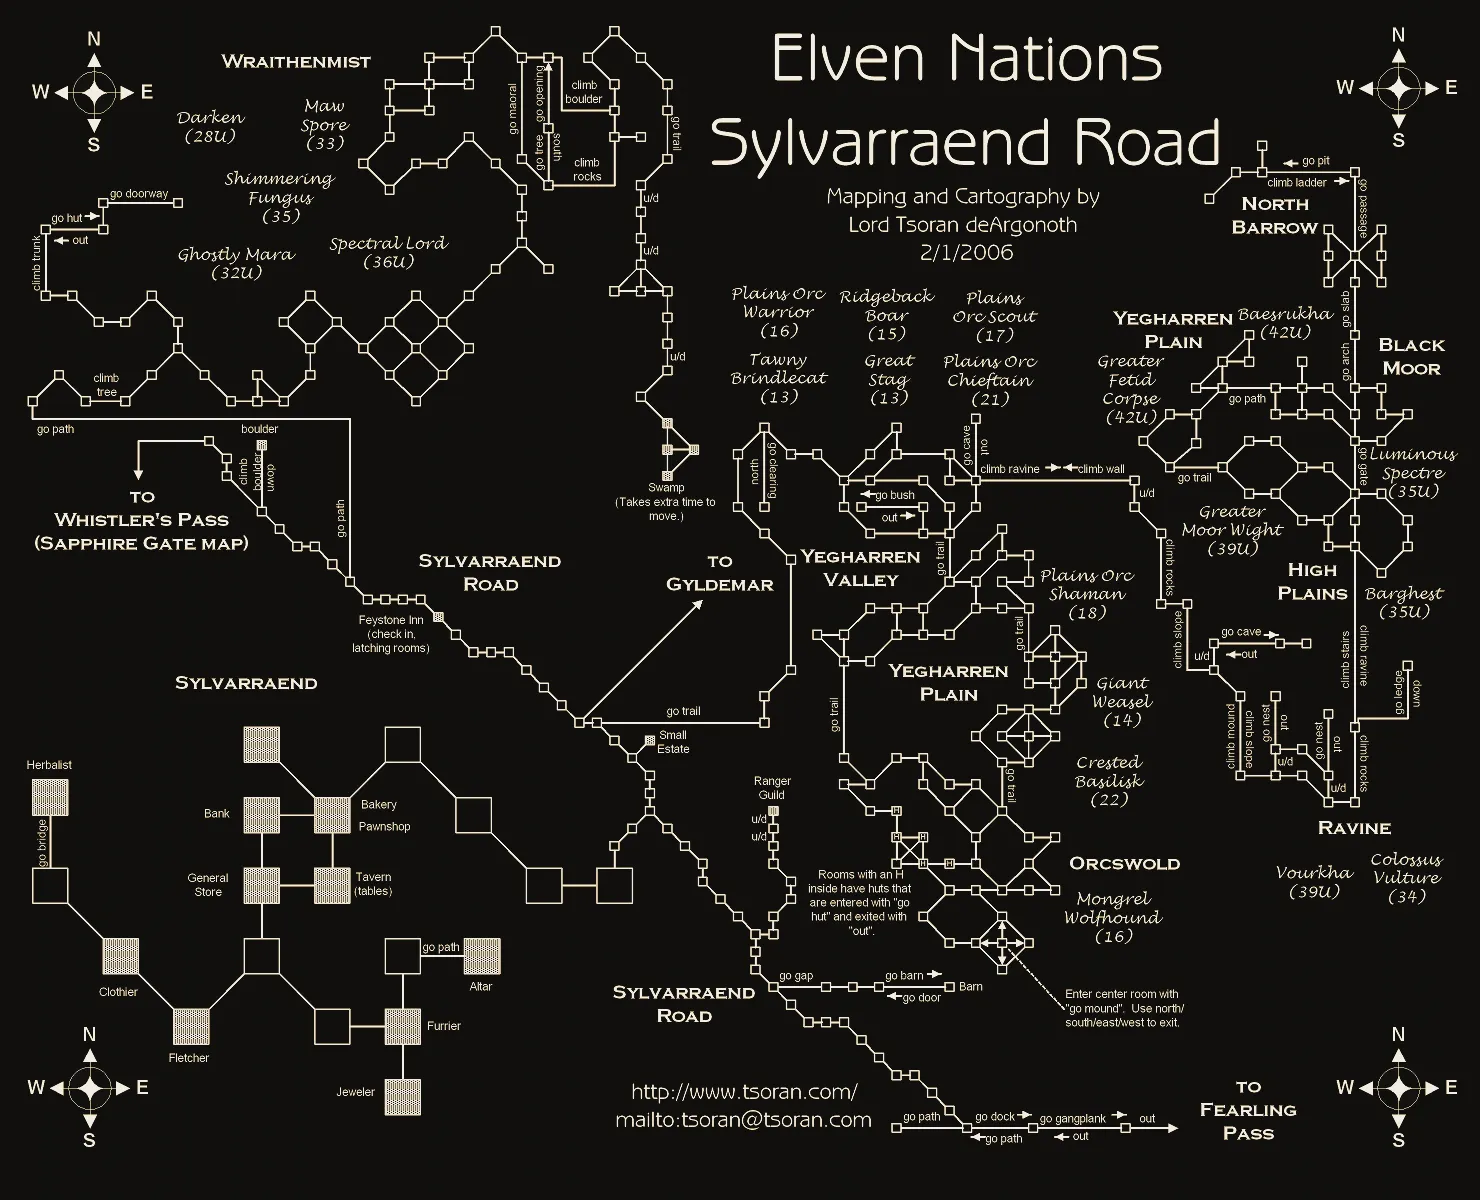 Elven Nations
Sylvarraend Road
Mapping and Cartography by
Lord Tsoran deArgonoth
2/1/2006
N
W
E
S
N
W
E
S
WRAITHENMIST
Darken
(28U)
Maw
Spore
(33)
Shimmering
Fungus
(35)
Ghostly Mara
(32U)
Spectral Lord
(36U)
go doorway
go hut
out
climb trunk
climb
tree
go path
go path
go maoral
go opening
go tree
south
climb
boulder
climb
rocks
go trail
u/d
u/d
u/d
Swamp
(Takes extra time to
move.)
boulder
climb
boulder
down
TO
WHISTLER'S PASS
(SAPPHIRE GATE MAP)
SYLVARRAEND
ROAD
Feystone Inn
(check in,
latching rooms)
TO
GYLDEMAR
go trail
Small
Estate
Plains Orc
Warrior
(16)
Ridgeback
Boar
(15)
Plains
Orc Scout
(17)
Tawny
Brindlecat
(13)
Great
Stag
(13)
Plains Orc
Chieftain
(21)
north
go clearing
go cave
out
go bush
out
climb ravine
climb wall
u/d
YEGHARREN
VALLEY
go trail
Plains Orc
Shaman
(18)
go trail
YEGHARREN
PLAIN
go trail
Giant
Weasel
(14)
Crested
Basilisk
(22)
go trail
H
H
H
H
H
ORCSWOLD
Mongrel
Wolfhound
(16)
Rooms with an H
inside have huts that
are entered with "go
hut" and exited with
"out".
Enter center room with
"go mound". Use north/
south/east/west to exit.
Ranger
Guild
u/d
u/d
go pit
climb ladder
go passage
NORTH
BARROW
go slab
go arch
YEGHARREN
PLAIN
Baesrukha
(42U)
BLACK
MOOR
Greater
Fetid
Corpse
(42U)
go path
go trail
go gate
Luminous
Spectre
(35U)
Greater
Moor Wight
(39U)
HIGH
PLAINS
Barghest
(35U)
climb rocks
climb slope
u/d
go cave
out
climb stairs
climb ravine
go ledge
down
climb mound
climb slope
go nest
out
u/d
go nest
out
u/d
climb rocks
RAVINE
Vourkha
(39U)
Colossus
Vulture
(34)
SYLVARRAEND
Herbalist
go bridge
Bank
Bakery
Pawnshop
General
Store
Tavern
(tables)
Clothier
Fletcher
go path
Altar
Furrier
Jeweler
SYLVARRAEND
ROAD
go gap
go barn
go door
Barn
N
W
E
S
http://www.tsoran.com/
mailto:tsoran@tsoran.com
go path
go dock
go path
go gangplank
out
out
TO
FEARLING
PASS
N
W
E
S